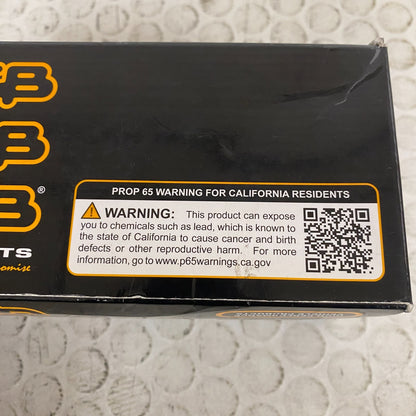 B
B
B®
TS
omise
PROP 65 WARNING FOR CALIFORNIA RESIDENTS
WARNING: This product can expose
you to chemicals such as lead, which is known to
the state of California to cause cancer and birth
defects or other reproductive harm. For more
information, go to www.p65warnings.ca.gov